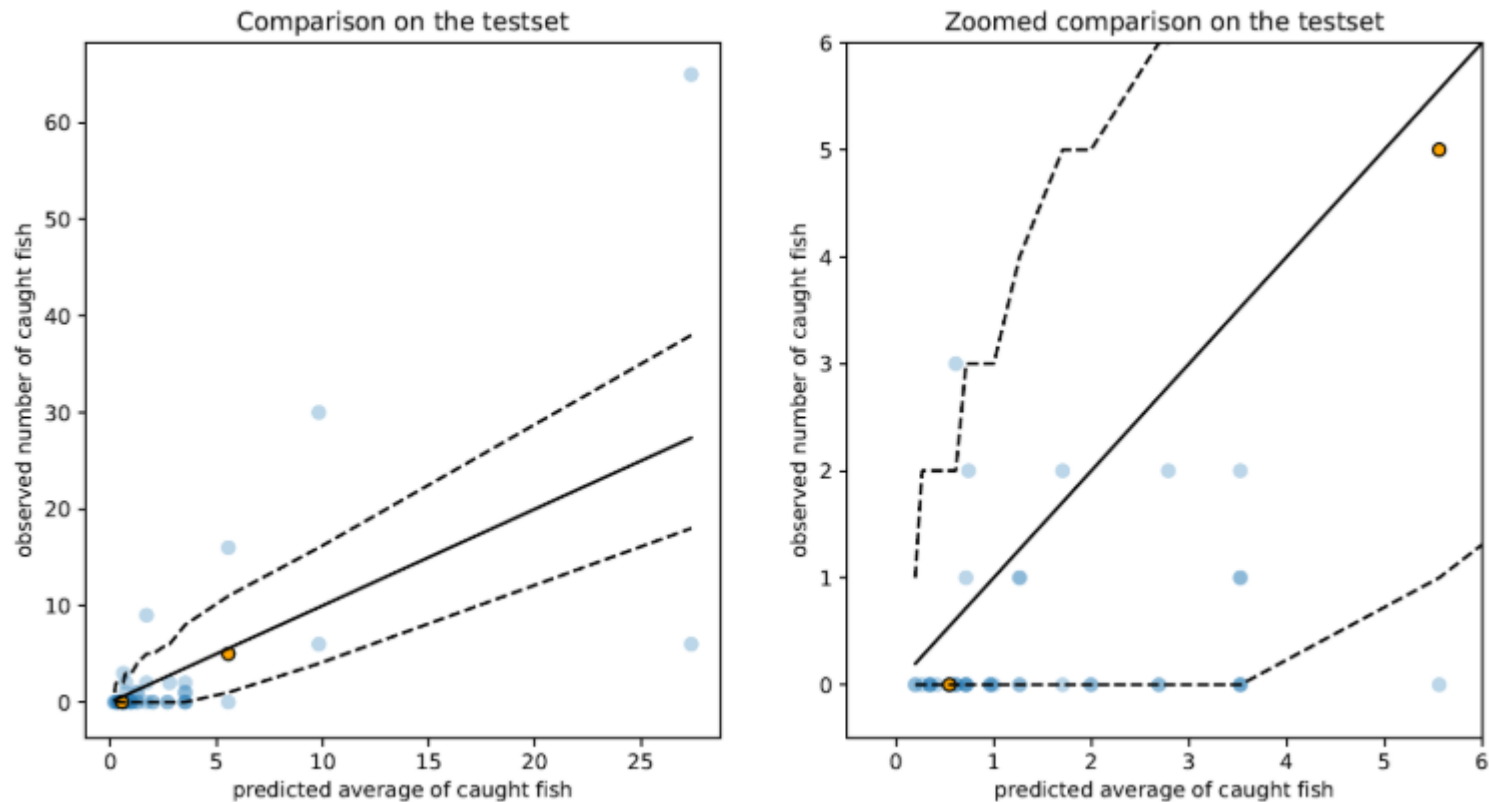 Comparison on the testset
observed number of caught fish
60
50
40
30
20
10
0
0 5 10 15 20 25
predicted average of caught fish
Zoomed comparison on the testset
observed number of caught fish
6
5
4
3
2
1
0
0 1 2 3 4 5 6
predicted average of caught fish